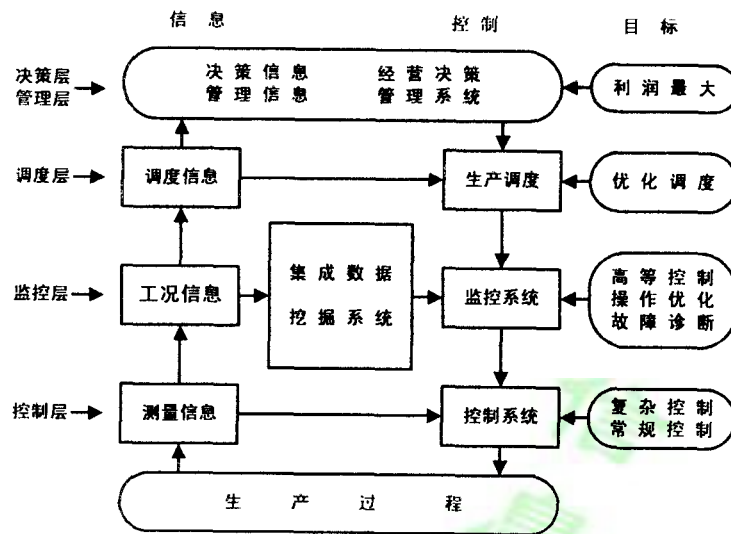 信息 控制 目标
决策层 决策信息 经营决策 利润最大
管理层 管理信息 管理系统
调度层 调度信息 生产调度 优化调度
集成数据 高等控制
监控层 工况信息 监控系统 操作优化
挖掘系统 故障诊断
控制层 测量信息 控制系统 复杂控制
常规控制
生产过程